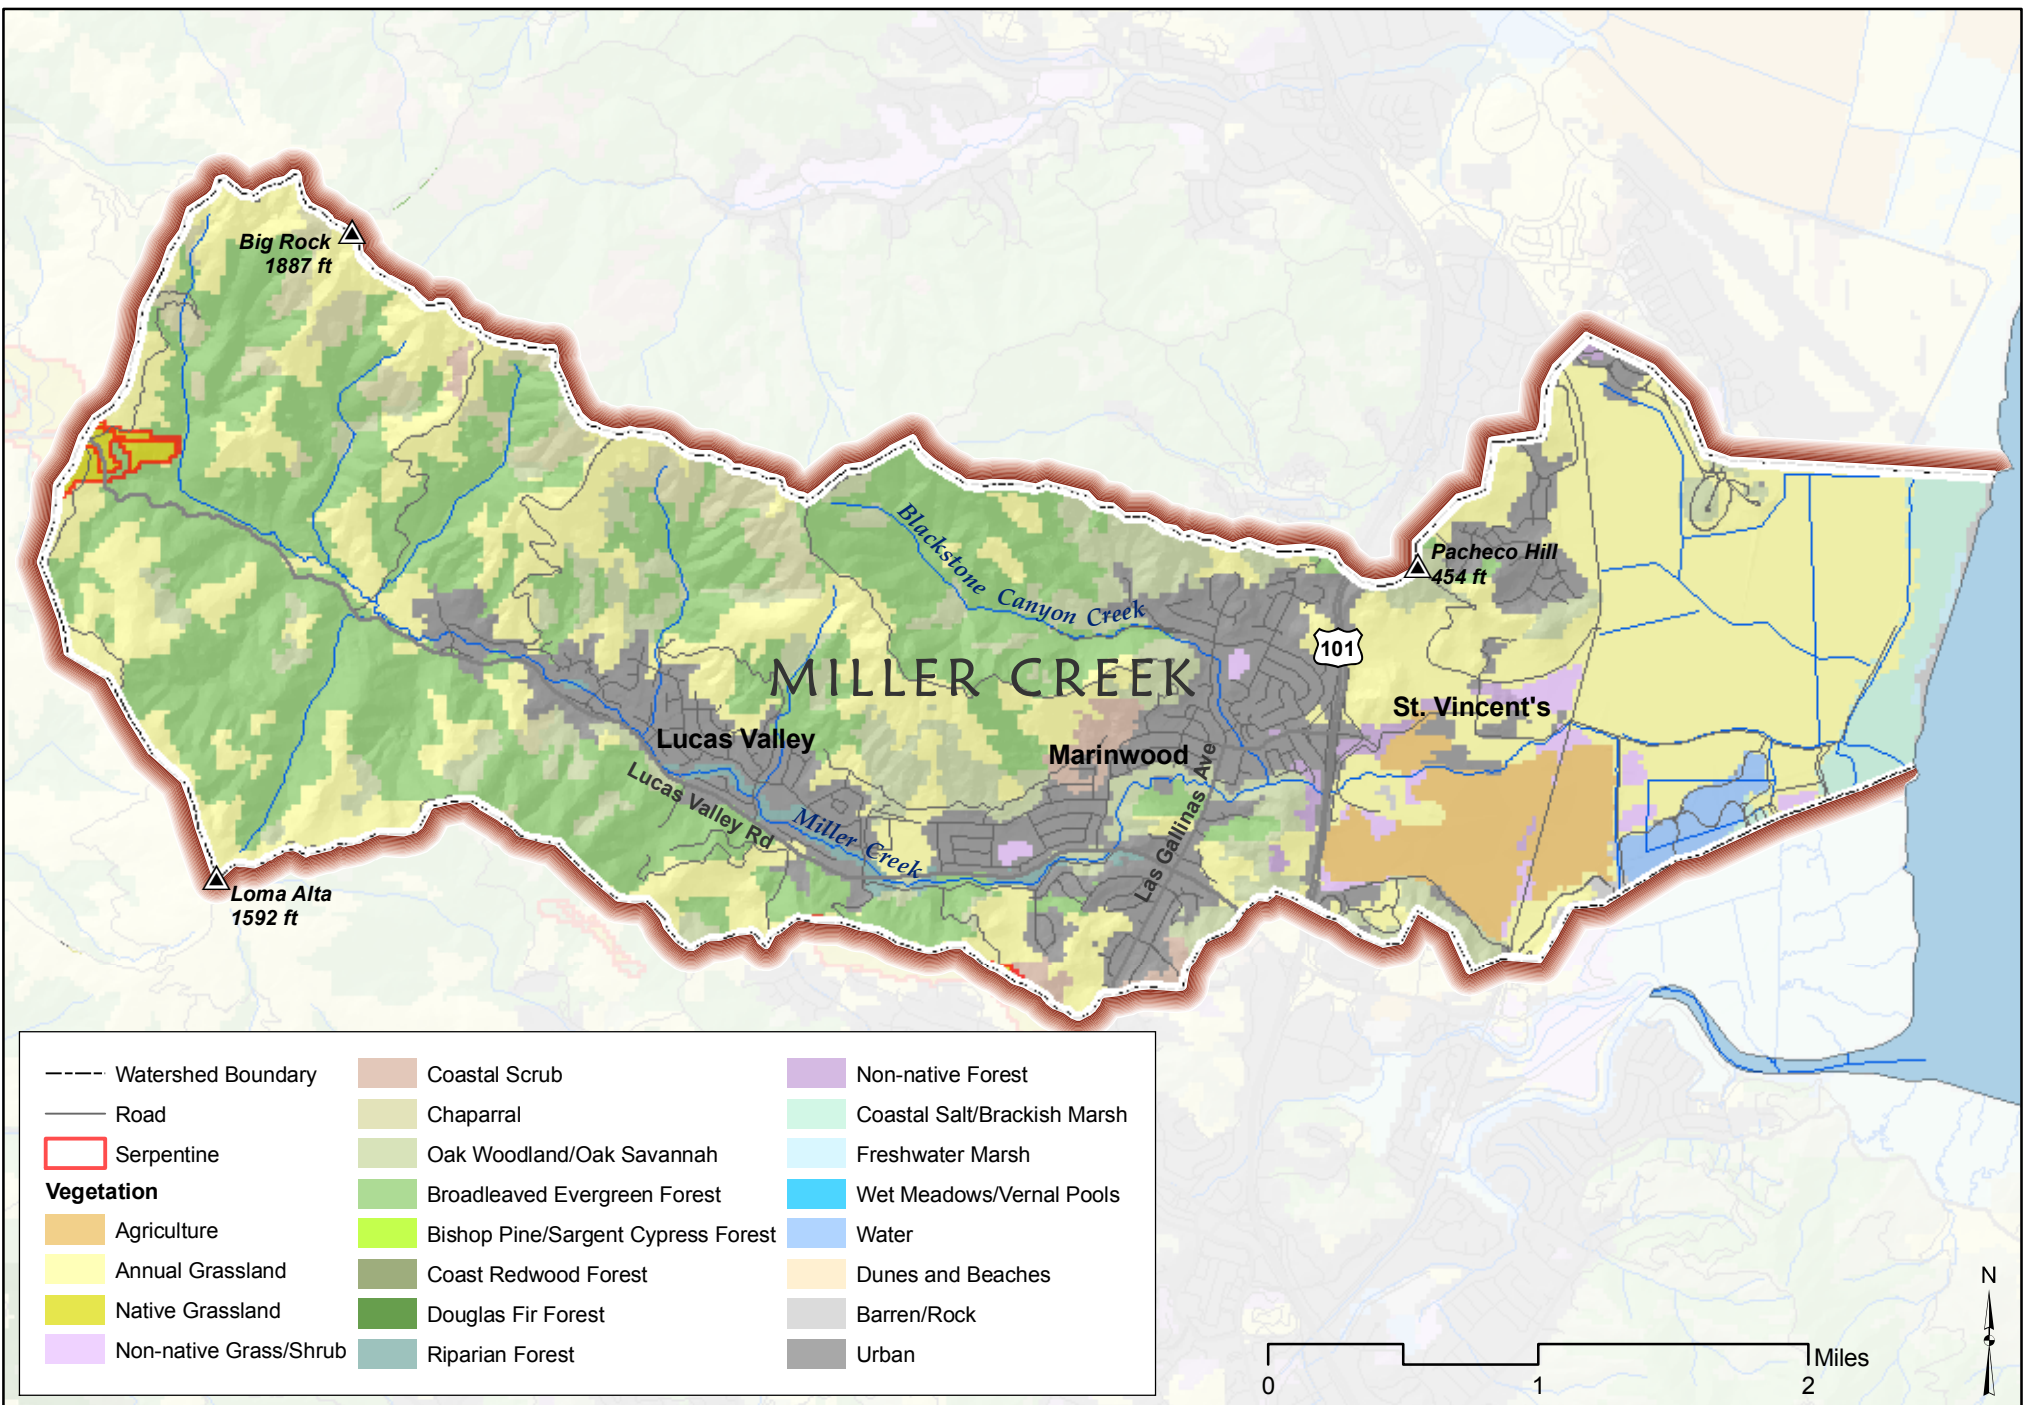 Big Rock
1887 ft
Blackstone Canyon Creek
Pacheco Hill
454 ft
101
MILLER CREEK
St. Vincent's
Lucas Valley
Marinwood
Lucas Valley Rd
Miller Creek
Las Gallinas Ave
Loma Alta
1592 ft
Watershed Boundary
Road
Serpentine
Vegetation
Agriculture
Annual Grassland
Native Grassland
Non-native Grass/Shrub
Coastal Scrub
Chaparral
Oak Woodland/Oak Savannah
Broadleaved Evergreen Forest
Bishop Pine/Sargent Cypress Forest
Coast Redwood Forest
Douglas Fir Forest
Riparian Forest
Non-native Forest
Coastal Salt/Brackish Marsh
Freshwater Marsh
Wet Meadows/Vernal Pools
Water
Dunes and Beaches
Barren/Rock
Urban
N
Miles
0 1 2